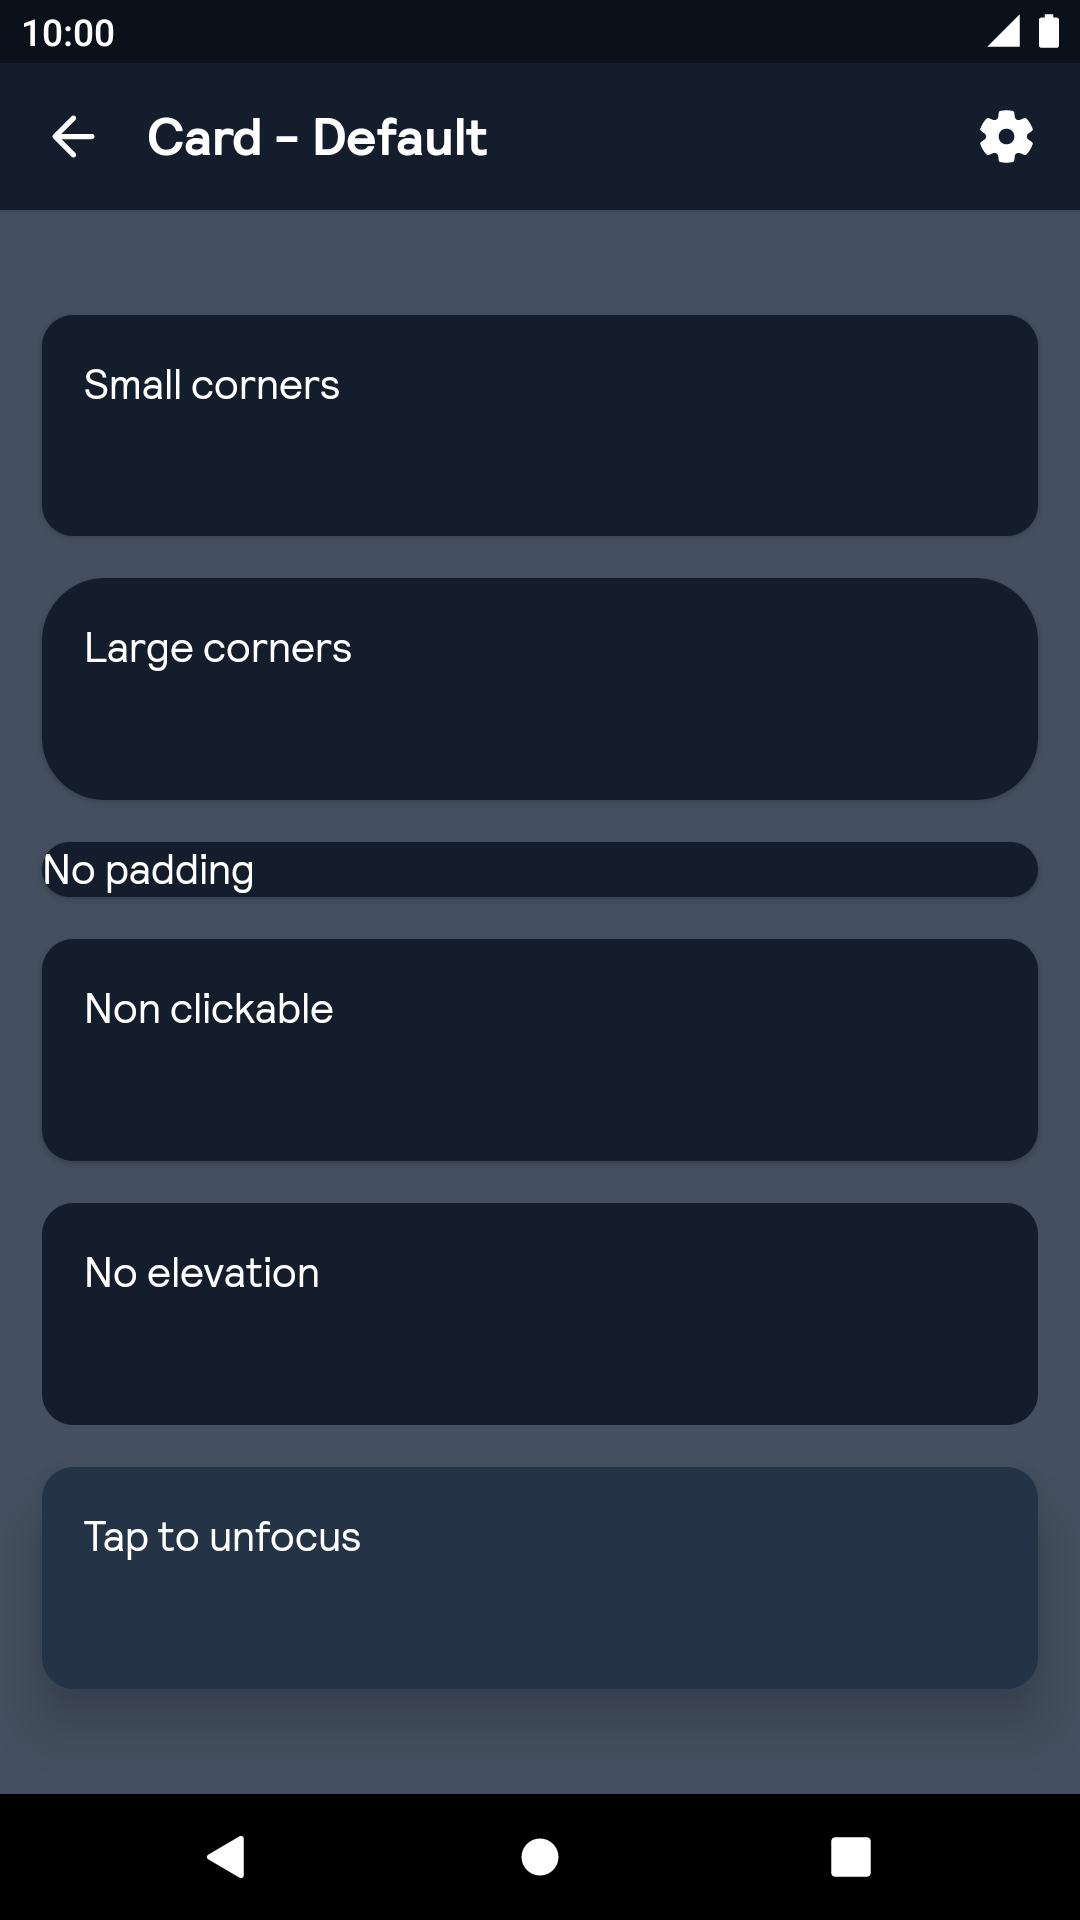 10:00
Card - Default
Small corners
Large corners
No padding
Non clickable
No elevation
Tap to unfocus